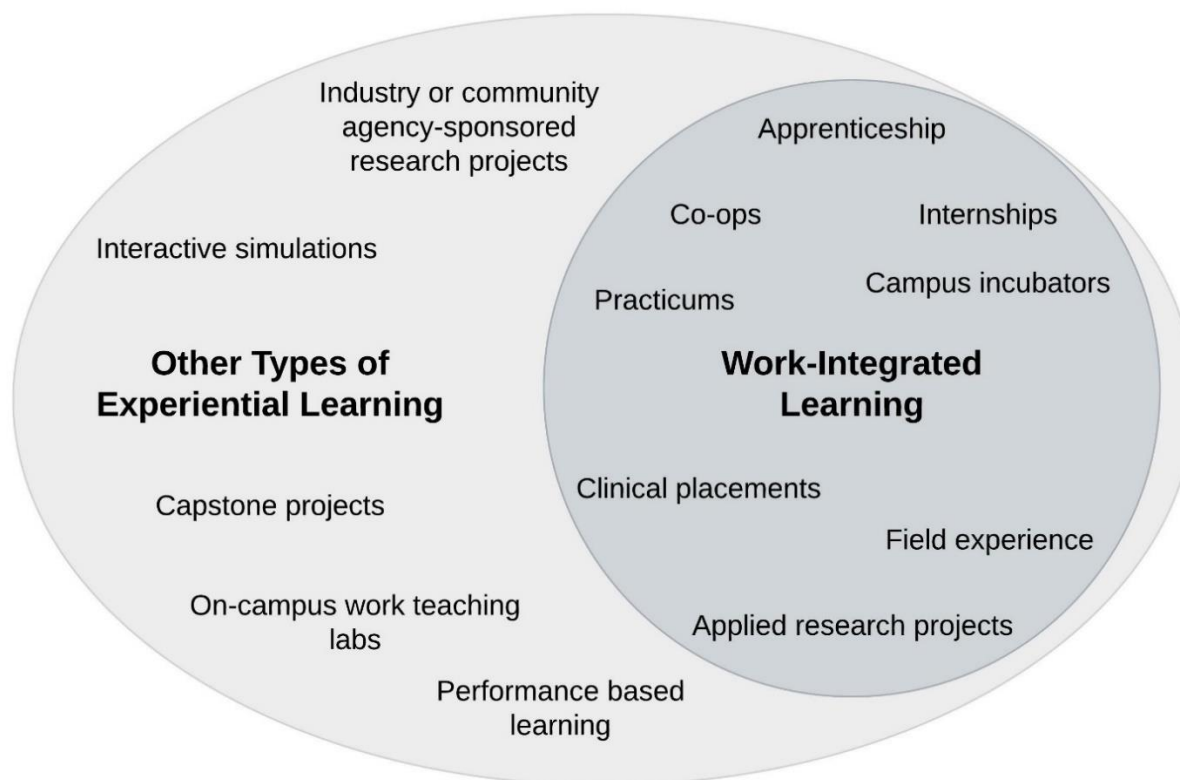 Industry or community
agency-sponsored
research projects
Interactive simulations
Other Types of
Experiential Learning
Capstone projects
On-campus work teaching
labs
Performance based
learning
Apprenticeship
Co-ops
Internships
Practicums
Campus incubators
Work-Integrated
Learning
Clinical placements
Field experience
Applied research projects